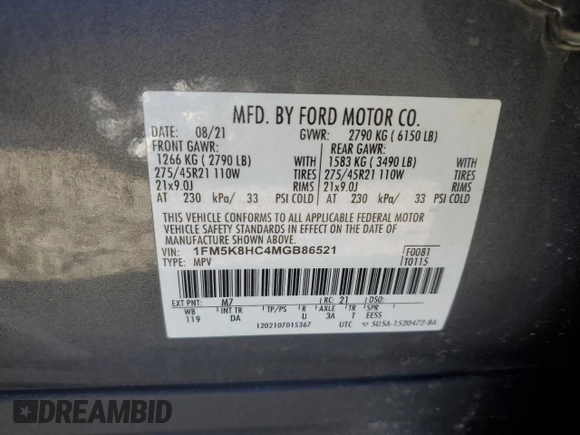 MFD. BY FORD MOTOR CO.
DATE: 08/21 GVWR: 2790 KG ( 6150 LB)
FRONT GAWR: REAR GAWR:
1266 KG ( 2790 LB) WITH 1583 KG ( 3490 LB) WITH
275/45R21 110W TIRES 275/45R21 110W TIRES
21x9.0J RIMS 21x9.0J RIMS
AT 230 kPa/ 33 PSI COLD AT 230 kPa/ 33 PSI COLD
THIS VEHICLE CONFORMS TO ALL APPLICABLE FEDERAL MOTOR
VEHICLE SAFETY STANDARDS IN EFFECT ON THE DATE OF
MANUFACTURE SHOWN ABOVE.
VIN: 1FM5K8HC4MGB86521 F0081
TYPE: MPV T0115
EXT PNT: M7 RC: 21 DSO:
WB INT TR TP/PS R AXLE TR SPR
119 DA U 3A T EESS
1202107015367 UTC 5U5A-1520472-BA
DREAMBID